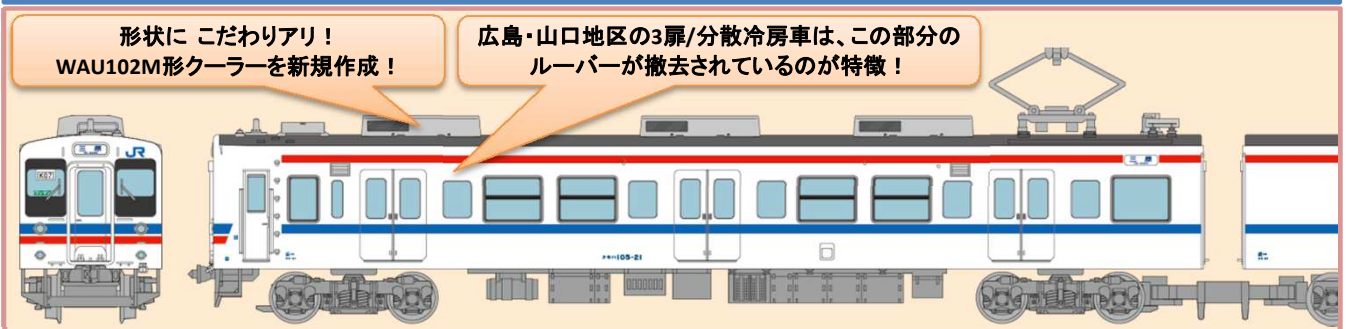 形状に こだわりアリ！
WAU102M形クーラーを新規作成！
広島・山口地区の3扉/分散冷房車は、この部分の
ルーバーが撤去されているのが特徴！
三原
JR
K07
三原
クモハ105-21